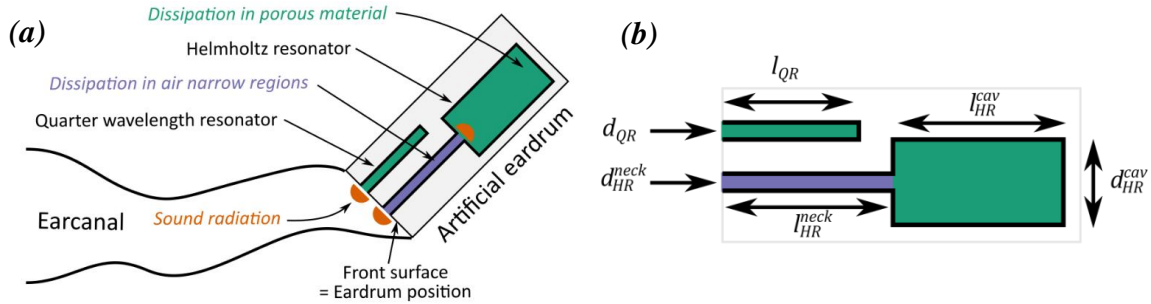 (a)
Dissipation in porous material
Helmholtz resonator
Dissipation in air narrow regions
Quarter wavelength resonator
Earcanal
Sound radiation
Artificial eardrum
Front surface
= Eardrum position
(b)
l_QR
l_HR^cav
d_QR
d_HR^neck
d_HR^cav
l_HR^neck